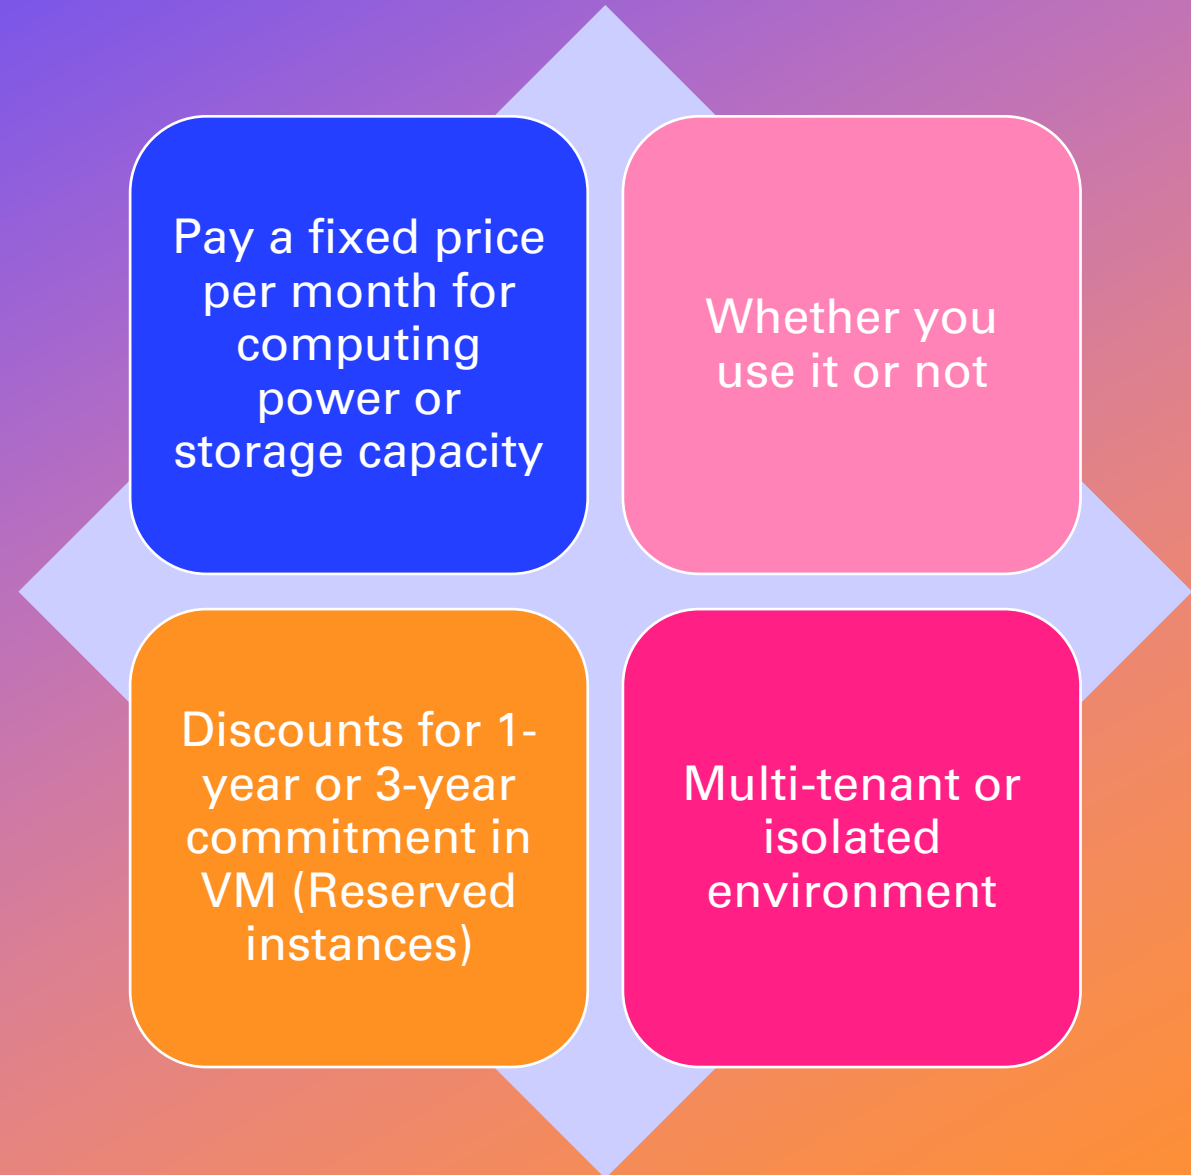 Pay a fixed price
per month for
computing
power or
storage capacity
Whether you
use it or not
Discounts for 1-
year or 3-year
commitment in
VM (Reserved
instances)
Multi-tenant or
isolated
environment